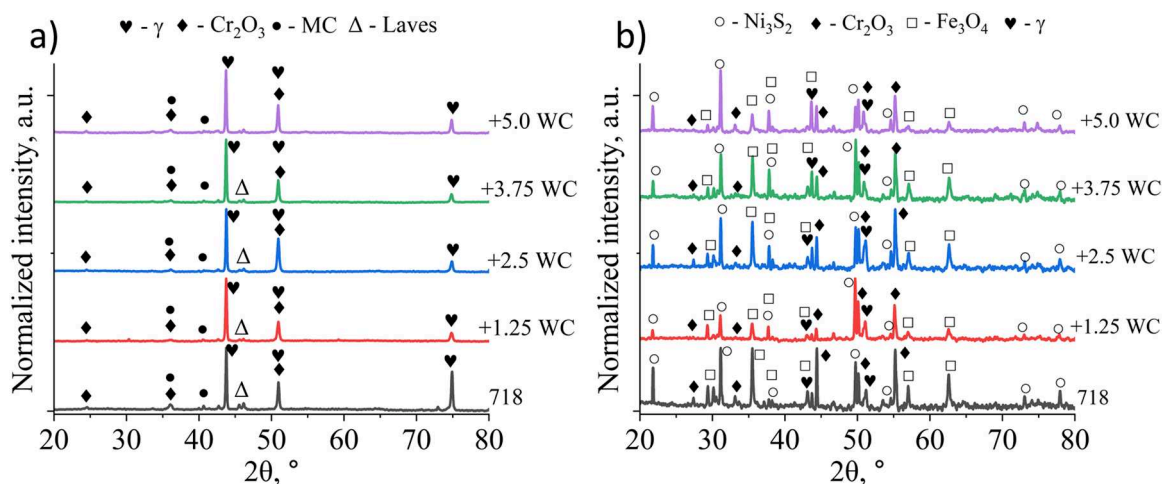 a)
♥ - γ ♦ - Cr₂O₃ ● - MC Δ - Laves
Normalized intensity, a.u.
+5.0 WC
+3.75 WC
Δ
+2.5 WC
Δ
+1.25 WC
Δ
718
Δ
20 30 40 50 60 70 80
2θ, °
b)
○ - Ni₃S₂ ♦ - Cr₂O₃ □ - Fe₃O₄ ♥ - γ
Normalized intensity, a.u.
+5.0 WC
+3.75 WC
+2.5 WC
+1.25 WC
718
20 30 40 50 60 70 80
2θ, °